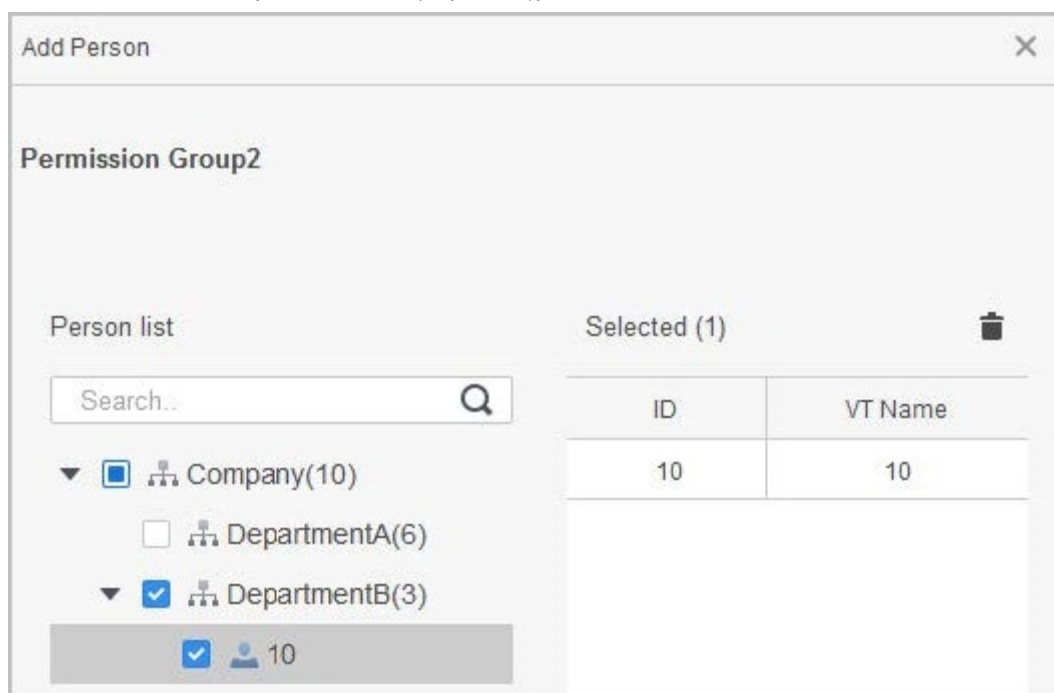 Add Person
Permission Group2
Person list
Search..
Company(10)
DepartmentA(6)
DepartmentB(3)
10
Selected (1)
ID VT Name
10 10